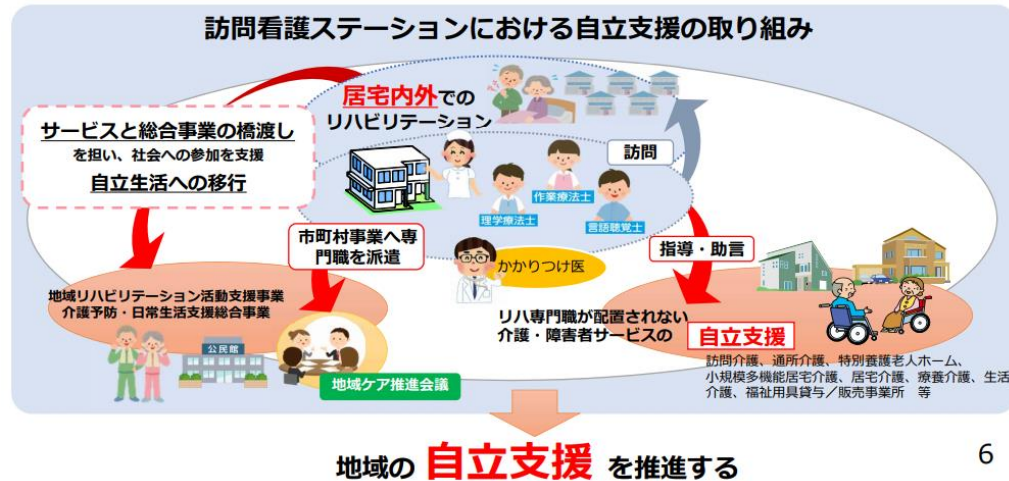 訪問看護ステーションにおける自立支援の取り組み
居宅内外での
リハビリテーション
サービスと総合事業の橋渡し
を担い、社会への参加を支援
自立生活への移行
訪問
作業療法士
理学療法士
言語聴覚士
市町村事業へ専
門職を派遣
かかりつけ医
指導・助言
地域リハビリテーション活動支援事業
介護予防・日常生活支援総合事業
公民館
地域ケア推進会議
リハ専門職が配置されない
介護・障害者サービスの
自立支援
訪問介護、通所介護、特別養護老人ホーム、
小規模多機能居宅介護、居宅介護、療養介護、生活
介護、福祉用具貸与／販売事業所　等
地域の 自立支援 を推進する
6